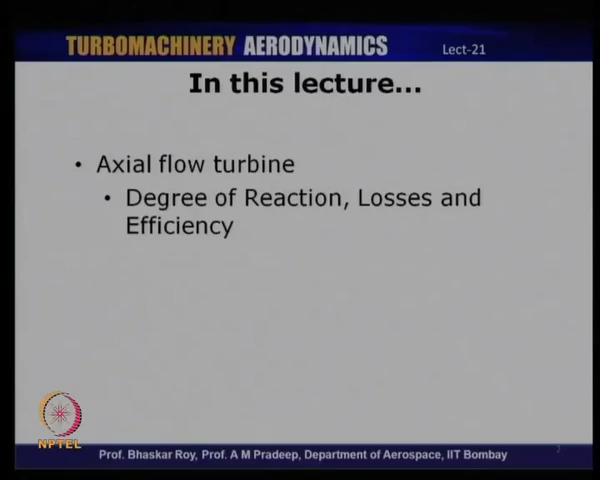 TURBOMACHINERY AERODYNAMICS
Lect-21
In this lecture...
• Axial flow turbine
• Degree of Reaction, Losses and
Efficiency
NPTEL
Prof. Bhaskar Roy, Prof. A M Pradeep, Department of Aerospace, IIT Bombay